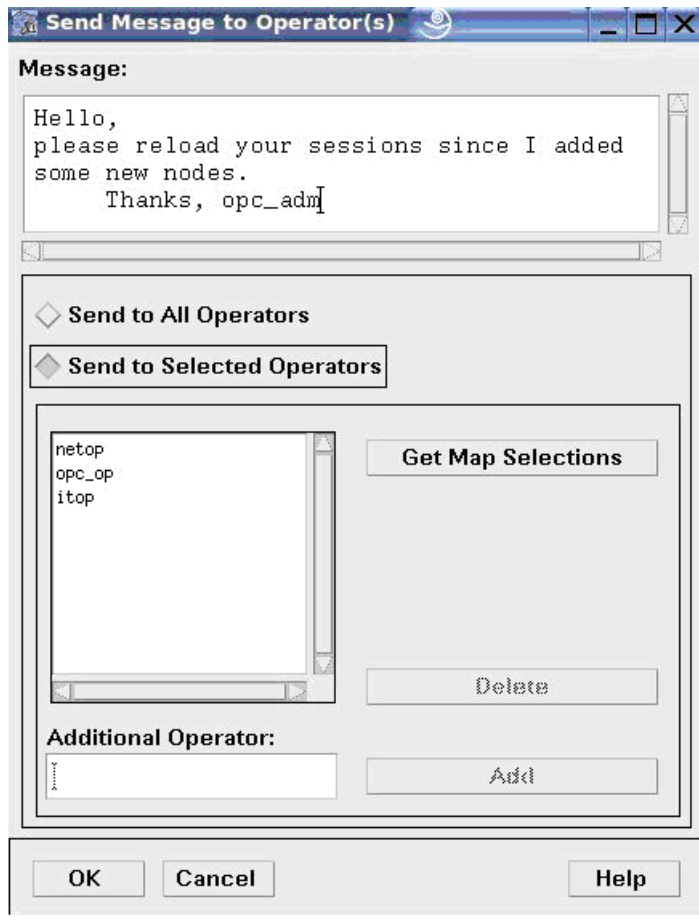 Send Message to Operator(s)
Message:
Hello,
please reload your sessions since I added
some new nodes.
Thanks, opc_adm
Send to All Operators
Send to Selected Operators
netop
opc_op
itop
Get Map Selections
Delete
Additional Operator:
Add
OK
Cancel
Help